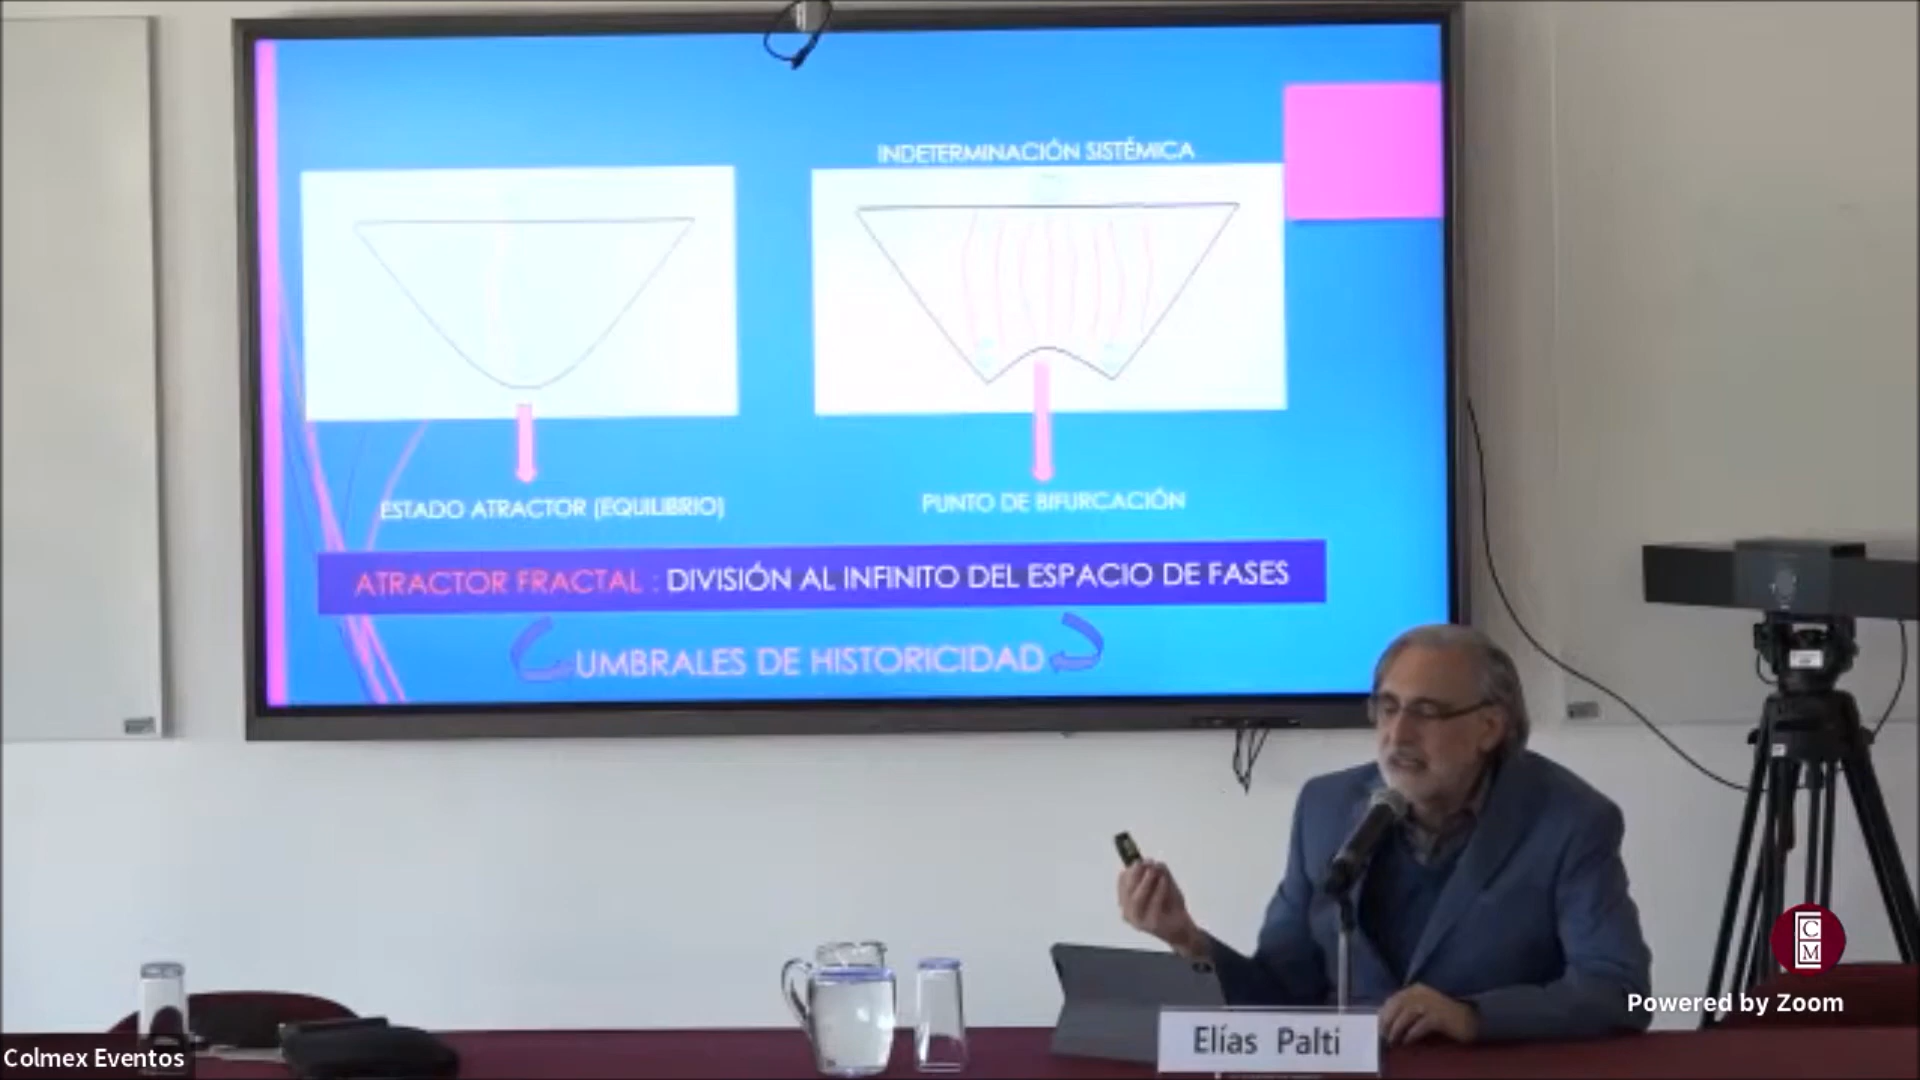 INDETERMINACIÓN SISTÉMICA
ESTADO ATRACTOR (EQUILIBRIO)
PUNTO DE BIFURCACIÓN
ATRACTOR FRACTAL : DIVISIÓN AL INFINITO DEL ESPACIO DE FASES
UMBRALES DE HISTORICIDAD
Elías Palti
C
M
Powered by Zoom
Colmex Eventos